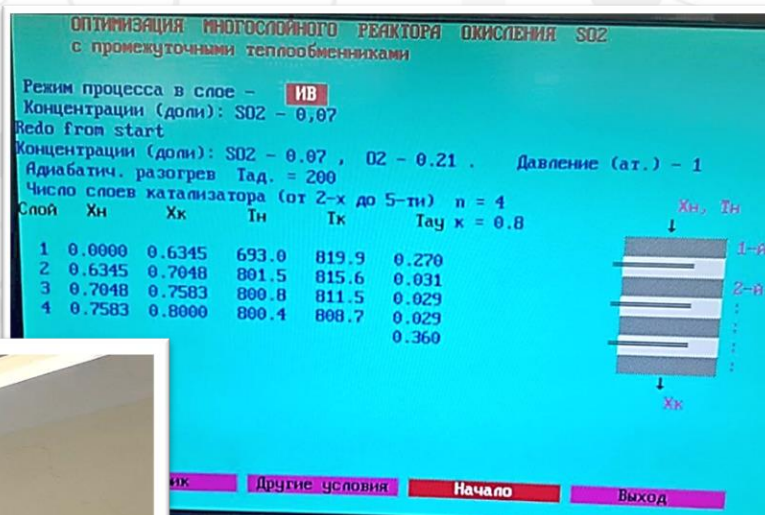 ОПТИМИЗАЦИЯ МНОГОСЛОЙНОГО РЕАКТОРА ОКИСЛЕНИЯ SO2
с промежуточными теплообменниками
Режим процесса в слое – ИВ
Концентрации (доли): SO2 – 0,07
Redo from start
Концентрации (доли): SO2 – 0.07 , O2 – 0.21 . Давление (ат.) – 1
Адиабатич. разогрев Тад. = 200
Число слоев катализатора (от 2-х до 5-ти) n = 4
Слой Хн Хк Тн Тк Тау к = 0.8
1 0.0000 0.6345 693.0 819.9 0.270
2 0.6345 0.7048 801.5 815.6 0.031
3 0.7048 0.7583 800.8 811.5 0.029
4 0.7583 0.8000 800.4 808.7 0.029
0.360
Хн, Тн
1-й
2-й
Хк
Другие условия Начало Выход